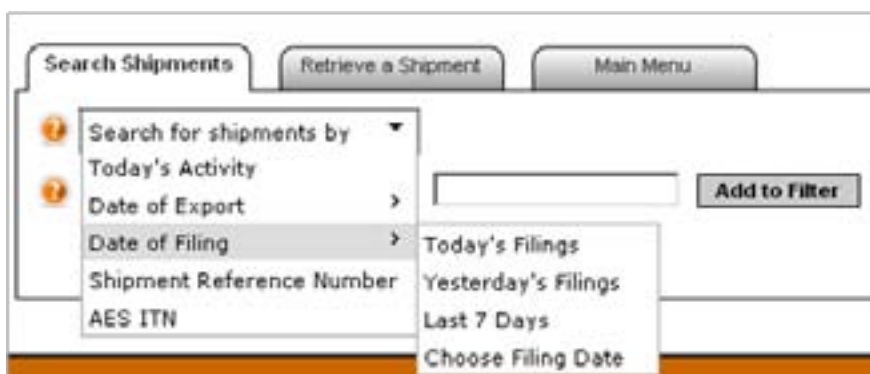 Search Shipments
Retrieve a Shipment
Main Menu
Search for shipments by
Today's Activity
Date of Export
Add to Filter
Date of Filing
Today's Filings
Shipment Reference Number
Yesterday's Filings
AES ITN
Last 7 Days
Choose Filing Date